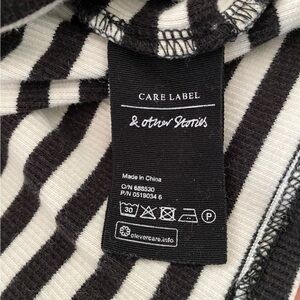 CARE LABEL
& other Stories
Made in China
O/N 688530
P/N 0519034 6
30 P
clevercare.info